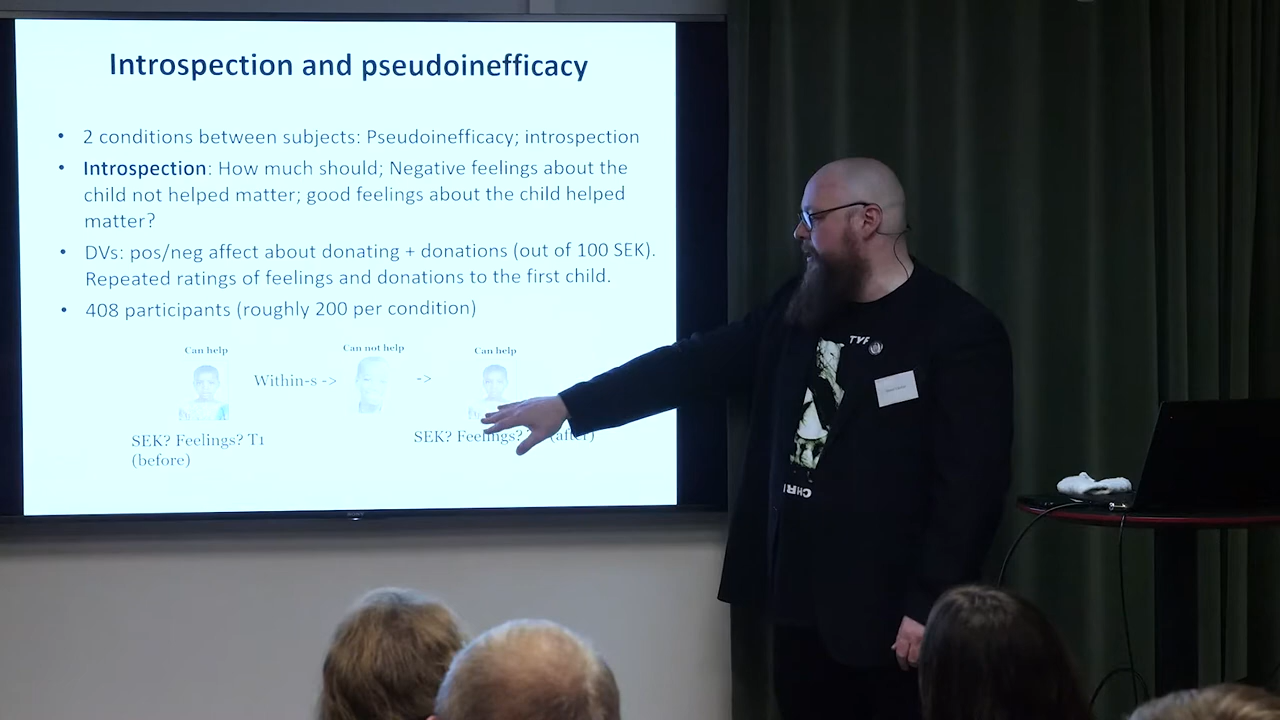 Introspection and pseudoinefficacy
• 2 conditions between subjects: Pseudoinefficacy; introspection
• Introspection: How much should; Negative feelings about the
child not helped matter; good feelings about the child helped
matter?
• DVs: pos/neg affect about donating + donations (out of 100 SEK).
Repeated ratings of feelings and donations to the first child.
• 408 participants (roughly 200 per condition)
Can help
Can not help
Can help
Within-s ->
->
SEK? Feelings? T1
(before)
SEK? Feelings? (after)
SONY